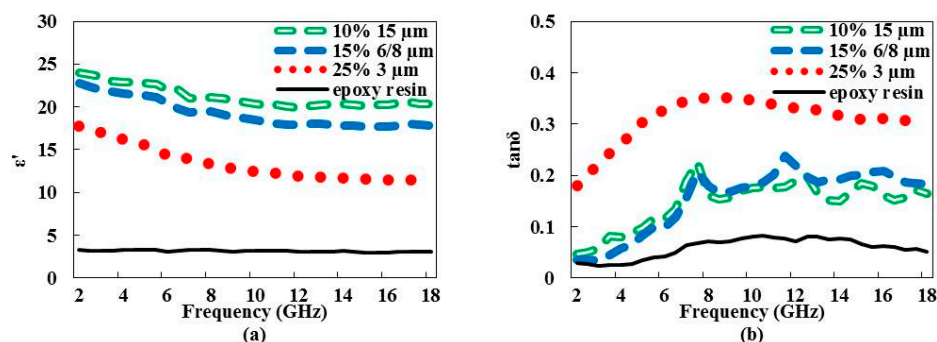 30
25
20
15
10
5
0
ε'
10% 15 μm
15% 6/8 μm
25% 3 μm
epoxy resin
2 4 6 8 10 12 14 16 18
Frequency (GHz)
(a)
0.5
0.4
0.3
0.2
0.1
0
tanδ
10% 15 μm
15% 6/8 μm
25% 3 μm
epoxy resin
2 4 6 8 10 12 14 16 18
Frequency (GHz)
(b)